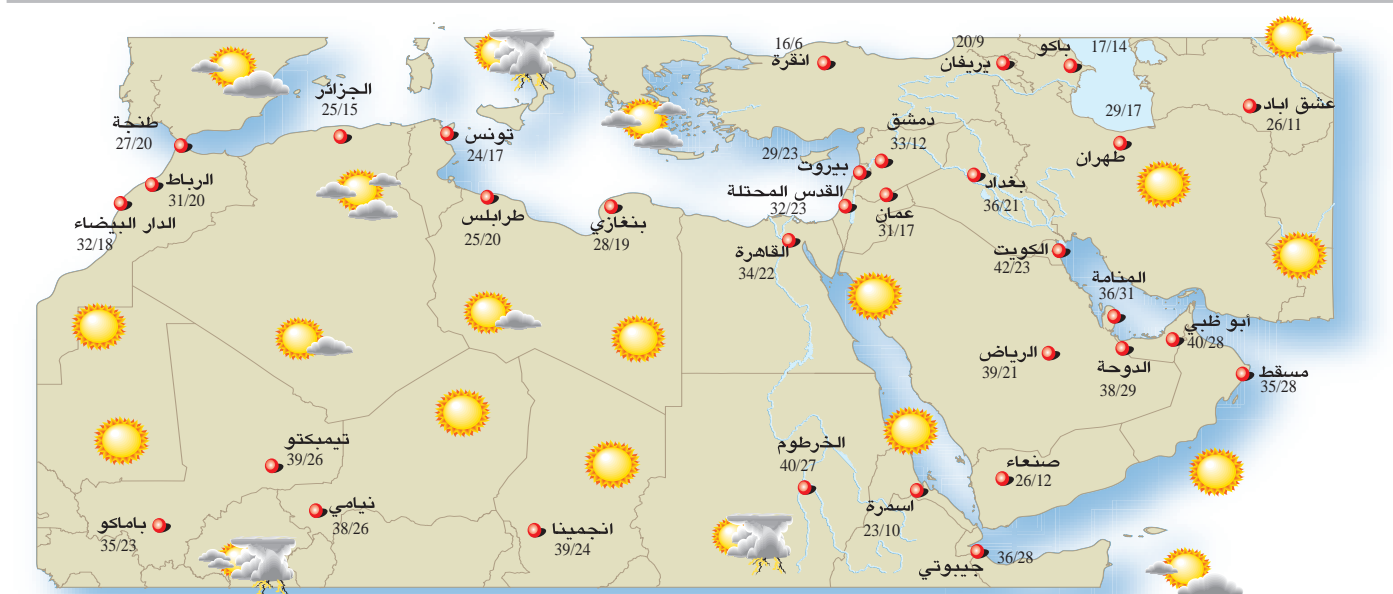 16/6
انقرة
20/9
يريفان
باكو
17/14
عشق اباد
26/11
29/17
طهران
الجزائر
25/15
طنجة
27/20
تونس
24/17
دمشق
33/12
29/23
بيروت
بغداد
36/21
الرباط
31/20
الدار البيضاء
32/18
طرابلس
25/20
بنغازي
28/19
القدس المحتلة
32/23
عمان
31/17
القاهرة
34/22
الكويت
42/23
المنامة
36/31
أبو ظبي
40/28
الرياض
39/21
الدوحة
38/29
مسقط
35/28
تيمبكتو
39/26
الخرطوم
40/27
صنعاء
26/12
اسمرة
23/10
باماكو
35/23
نيامي
38/26
انجمينا
39/24
جيبوتي
36/28